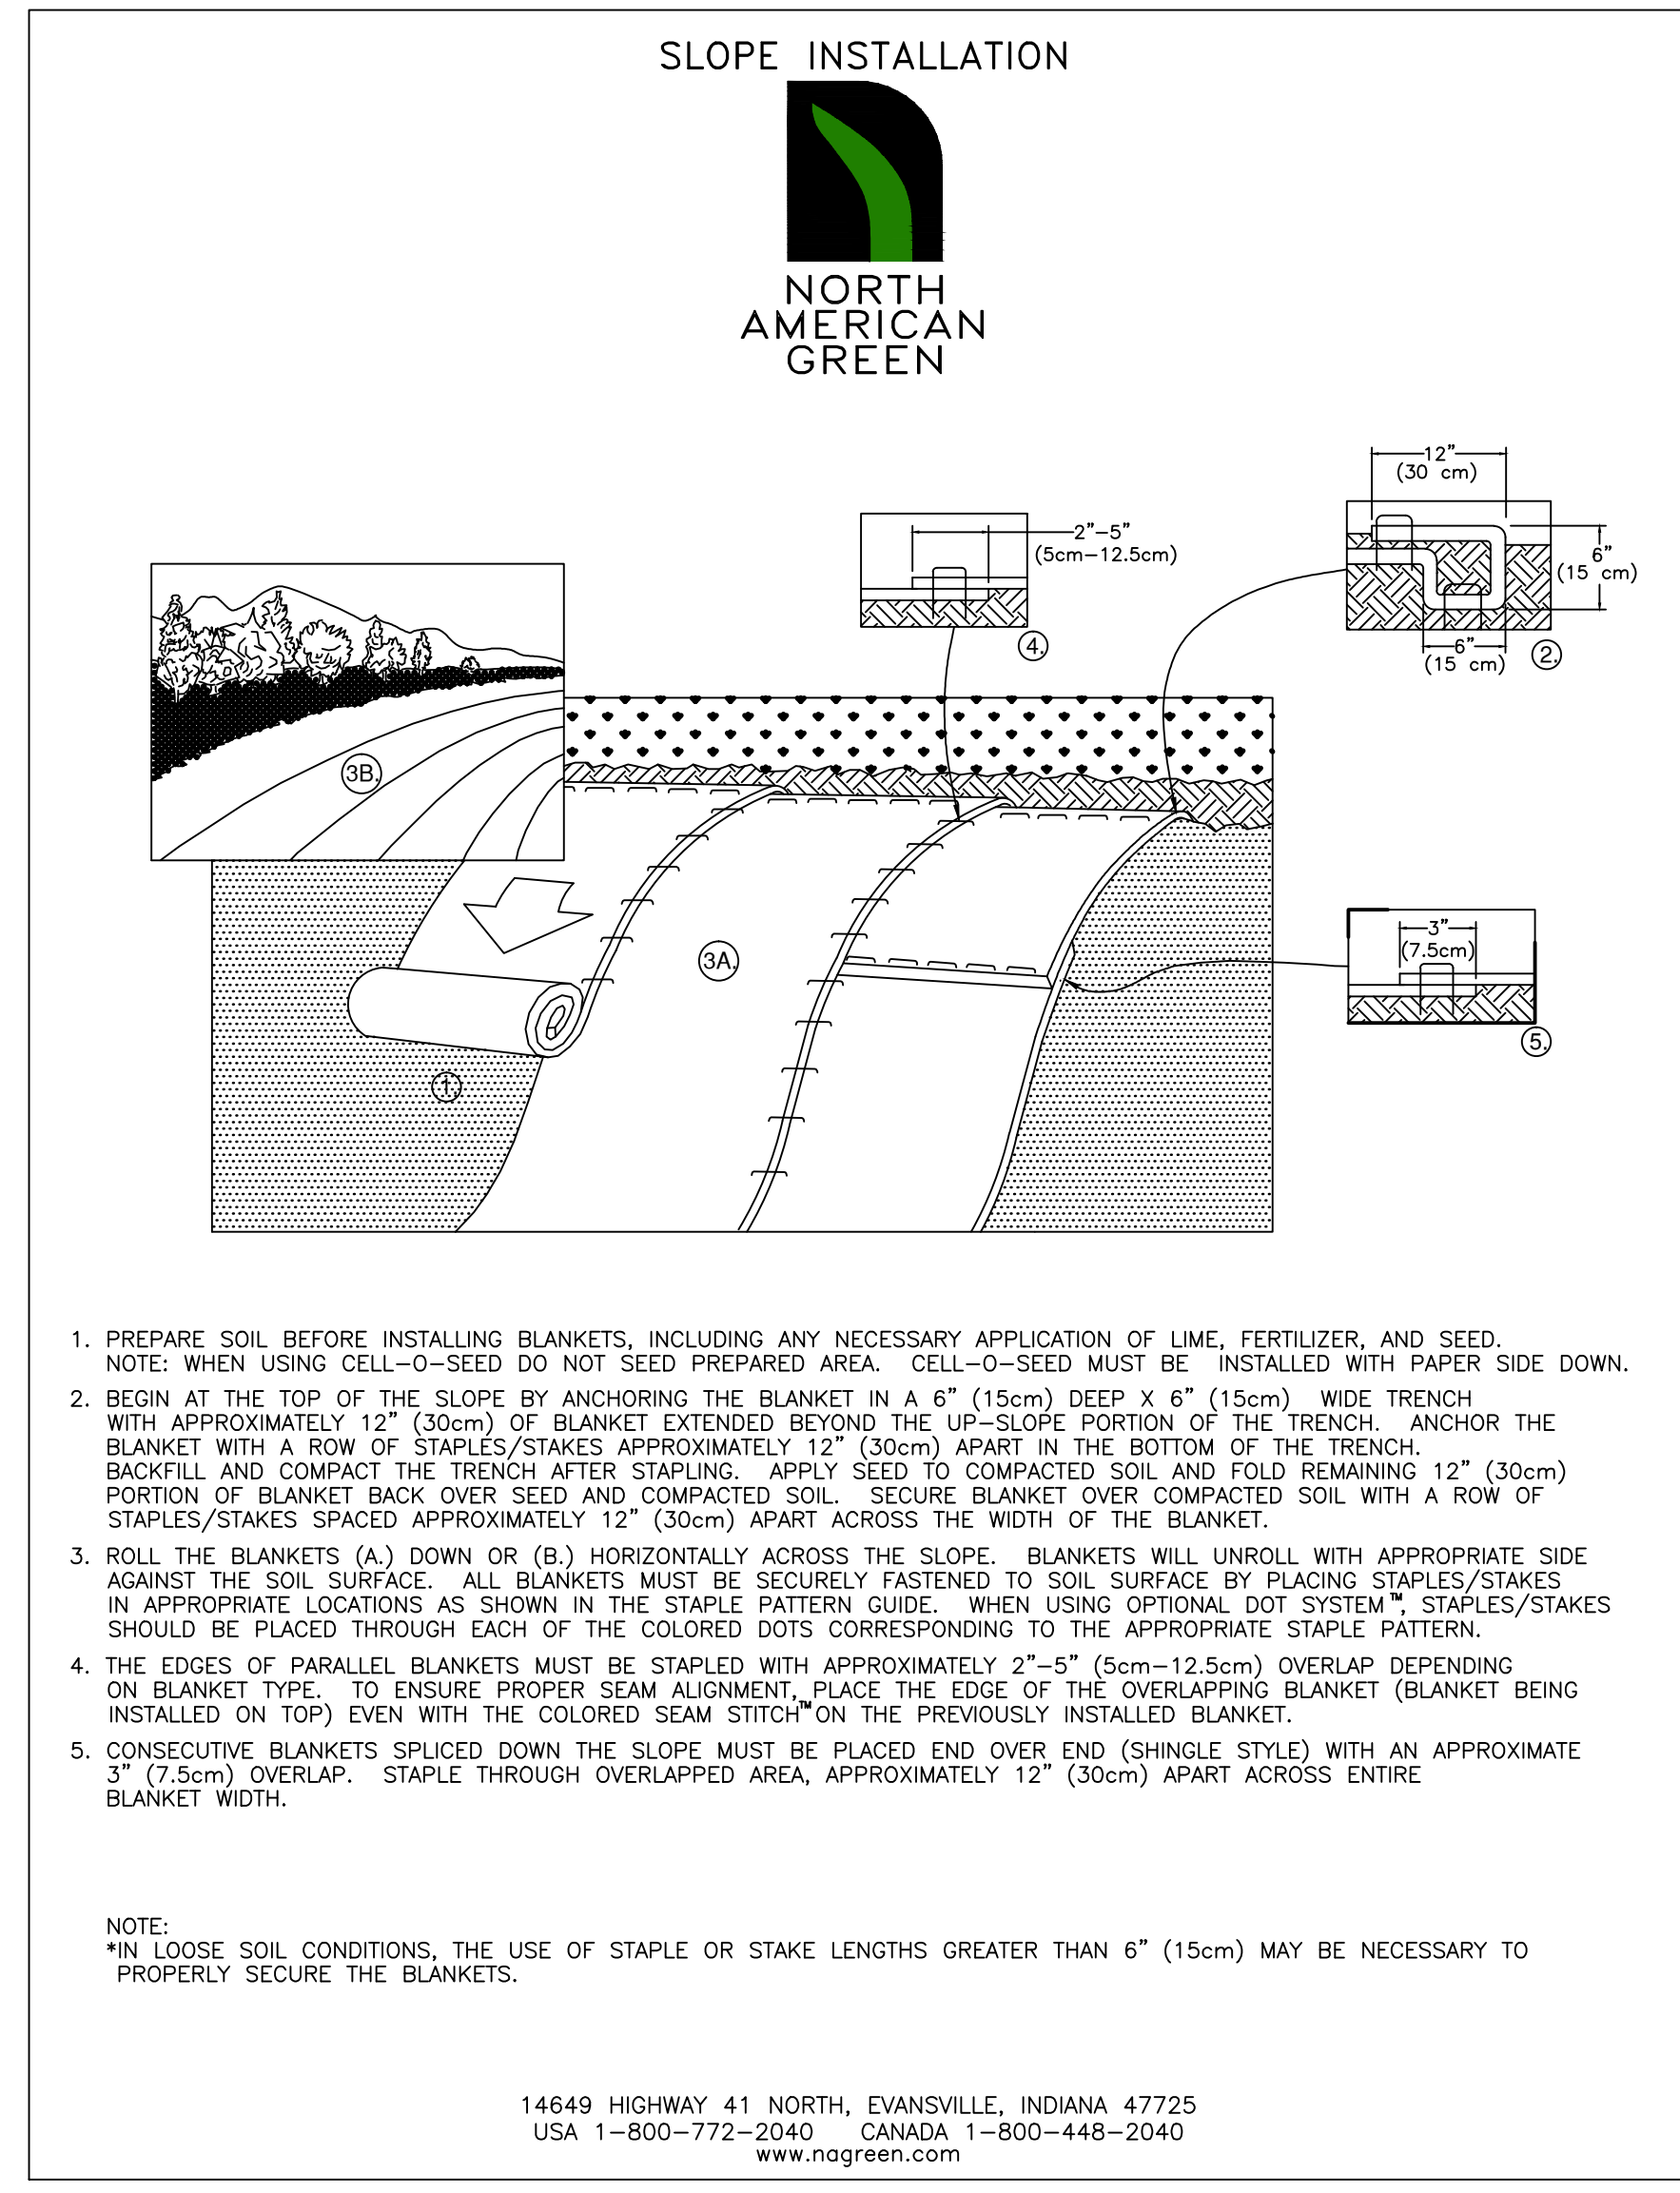 SLOPE INSTALLATION
NORTH
AMERICAN
GREEN
12”
(30 cm)
6”
(15 cm)
6”
(15 cm)
2.
2”–5”
(5cm–12.5cm)
4.
3B.
3A.
3”
(7.5cm)
5.
1.
1. PREPARE SOIL BEFORE INSTALLING BLANKETS, INCLUDING ANY NECESSARY APPLICATION OF LIME, FERTILIZER, AND SEED.
NOTE: WHEN USING CELL–O–SEED DO NOT SEED PREPARED AREA. CELL–O–SEED MUST BE INSTALLED WITH PAPER SIDE DOWN.
2. BEGIN AT THE TOP OF THE SLOPE BY ANCHORING THE BLANKET IN A 6” (15cm) DEEP X 6” (15cm) WIDE TRENCH
WITH APPROXIMATELY 12” (30cm) OF BLANKET EXTENDED BEYOND THE UP–SLOPE PORTION OF THE TRENCH. ANCHOR THE
BLANKET WITH A ROW OF STAPLES/STAKES APPROXIMATELY 12” (30cm) APART IN THE BOTTOM OF THE TRENCH.
BACKFILL AND COMPACT THE TRENCH AFTER STAPLING. APPLY SEED TO COMPACTED SOIL AND FOLD REMAINING 12” (30cm)
PORTION OF BLANKET BACK OVER SEED AND COMPACTED SOIL. SECURE BLANKET OVER COMPACTED SOIL WITH A ROW OF
STAPLES/STAKES SPACED APPROXIMATELY 12” (30cm) APART ACROSS THE WIDTH OF THE BLANKET.
3. ROLL THE BLANKETS (A.) DOWN OR (B.) HORIZONTALLY ACROSS THE SLOPE. BLANKETS WILL UNROLL WITH APPROPRIATE SIDE
AGAINST THE SOIL SURFACE. ALL BLANKETS MUST BE SECURELY FASTENED TO SOIL SURFACE BY PLACING STAPLES/STAKES
IN APPROPRIATE LOCATIONS AS SHOWN IN THE STAPLE PATTERN GUIDE. WHEN USING OPTIONAL DOT SYSTEM™, STAPLES/STAKES
SHOULD BE PLACED THROUGH EACH OF THE COLORED DOTS CORRESPONDING TO THE APPROPRIATE STAPLE PATTERN.
4. THE EDGES OF PARALLEL BLANKETS MUST BE STAPLED WITH APPROXIMATELY 2”–5” (5cm–12.5cm) OVERLAP DEPENDING
ON BLANKET TYPE. TO ENSURE PROPER SEAM ALIGNMENT, PLACE THE EDGE OF THE OVERLAPPING BLANKET (BLANKET BEING
INSTALLED ON TOP) EVEN WITH THE COLORED SEAM STITCH™ ON THE PREVIOUSLY INSTALLED BLANKET.
5. CONSECUTIVE BLANKETS SPLICED DOWN THE SLOPE MUST BE PLACED END OVER END (SHINGLE STYLE) WITH AN APPROXIMATE
3” (7.5cm) OVERLAP. STAPLE THROUGH OVERLAPPED AREA, APPROXIMATELY 12” (30cm) APART ACROSS ENTIRE
BLANKET WIDTH.
NOTE:
*IN LOOSE SOIL CONDITIONS, THE USE OF STAPLE OR STAKE LENGTHS GREATER THAN 6” (15cm) MAY BE NECESSARY TO
PROPERLY SECURE THE BLANKETS.
14649 HIGHWAY 41 NORTH, EVANSVILLE, INDIANA 47725
USA 1–800–772–2040 CANADA 1–800–448–2040
www.nagreen.com